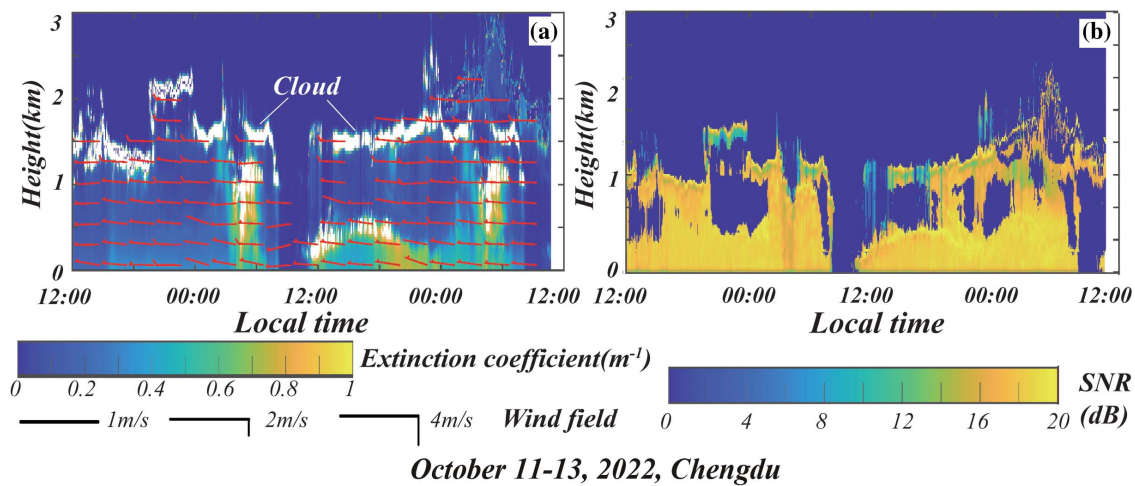 (a)
3
2
1
0
Height(km)
Cloud
12:00 00:00 12:00 00:00 12:00
Local time
(b)
3
2
1
0
Height(km)
12:00 00:00 12:00 00:00 12:00
Local time
Extinction coefficient(m⁻¹)
0 0.2 0.4 0.6 0.8 1
1m/s 2m/s 4m/s Wind field
SNR
(dB)
0 4 8 12 16 20
October 11-13, 2022, Chengdu